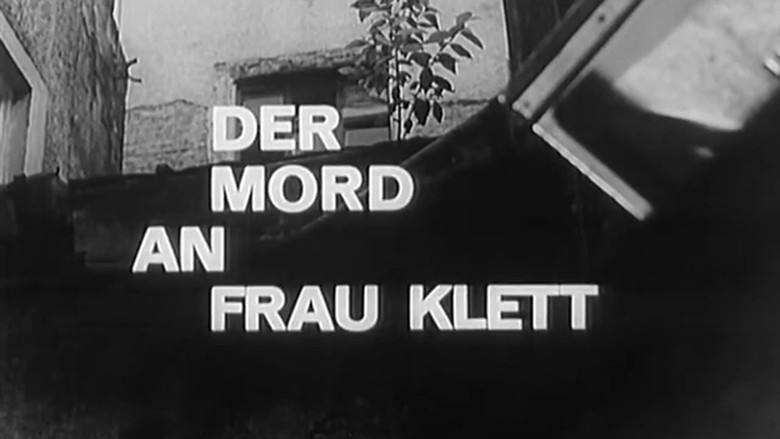 DER
MORD
AN
FRAU KLETT